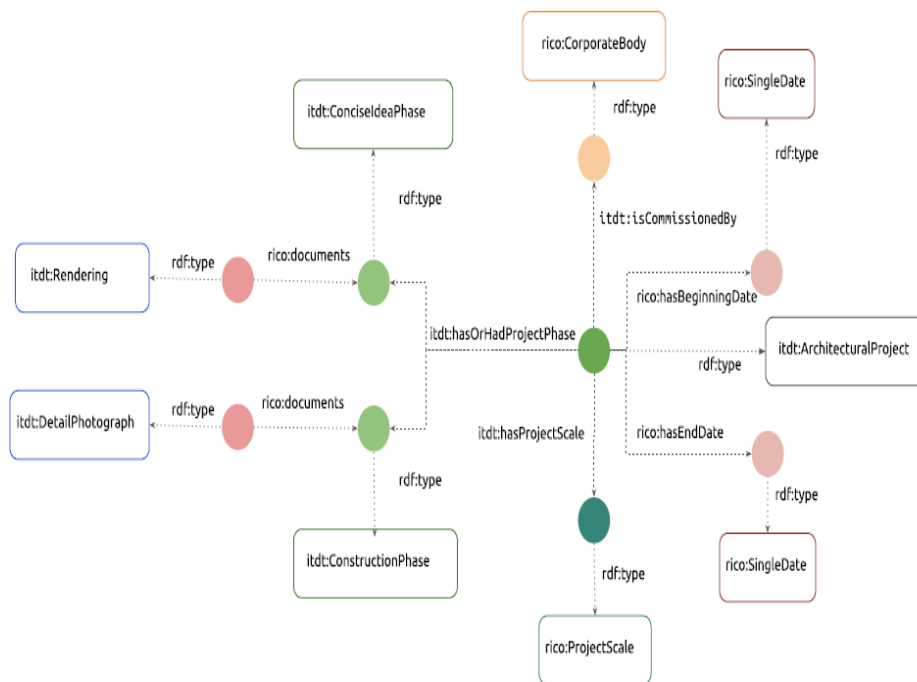 rico:CorporateBody
rico:SingleDate
rdf:type
itdt:ConciseIdeaPhase
rdf:type
rdf:type
itdt:isCommissionedBy
rdf:type
rico:documents
itdt:Rendering
rdf:type
rico:hasBeginningDate
itdt:hasOrHadProjectPhase
itdt:ArchitecturalProject
rdf:type
rico:documents
rdf:type
itdt:DetailPhotograph
itdt:hasProjectScale
rico:hasEndDate
rdf:type
rdf:type
itdt:ConstructionPhase
rico:SingleDate
rdf:type
rico:ProjectScale